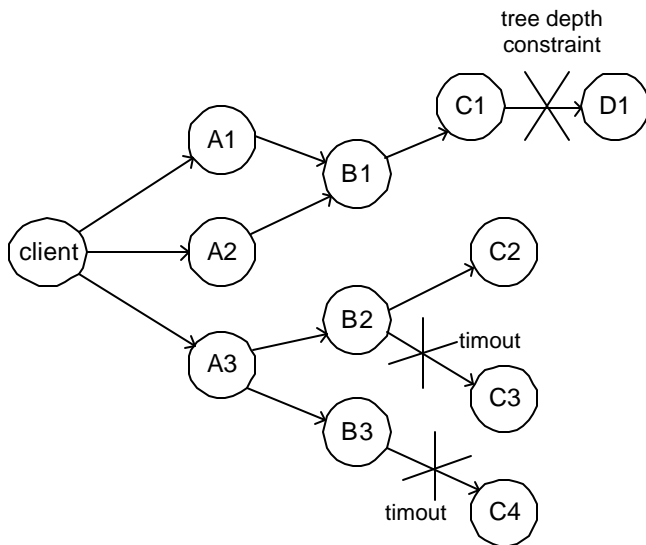 tree depth
constraint
C1
D1
A1
B1
client
A2
C2
B2
timout
A3
C3
B3
timout
C4